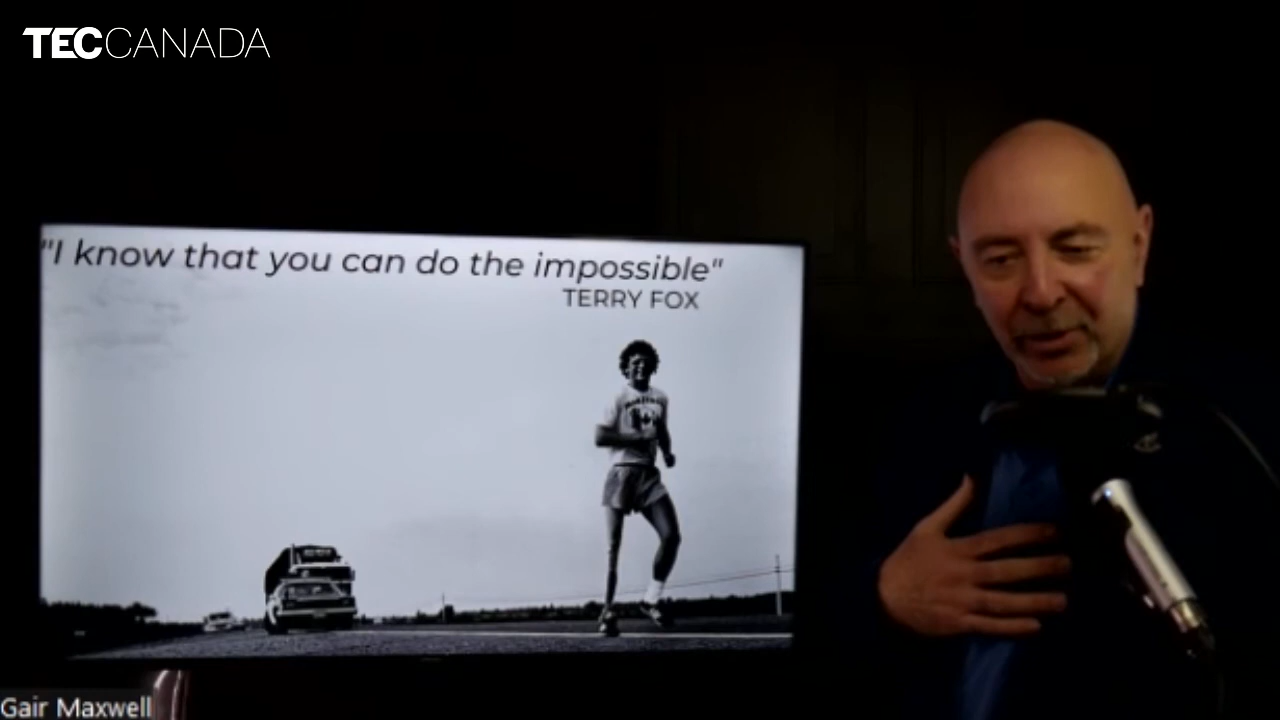 TECCANADA
"I know that you can do the impossible"
TERRY FOX
Gair Maxwell